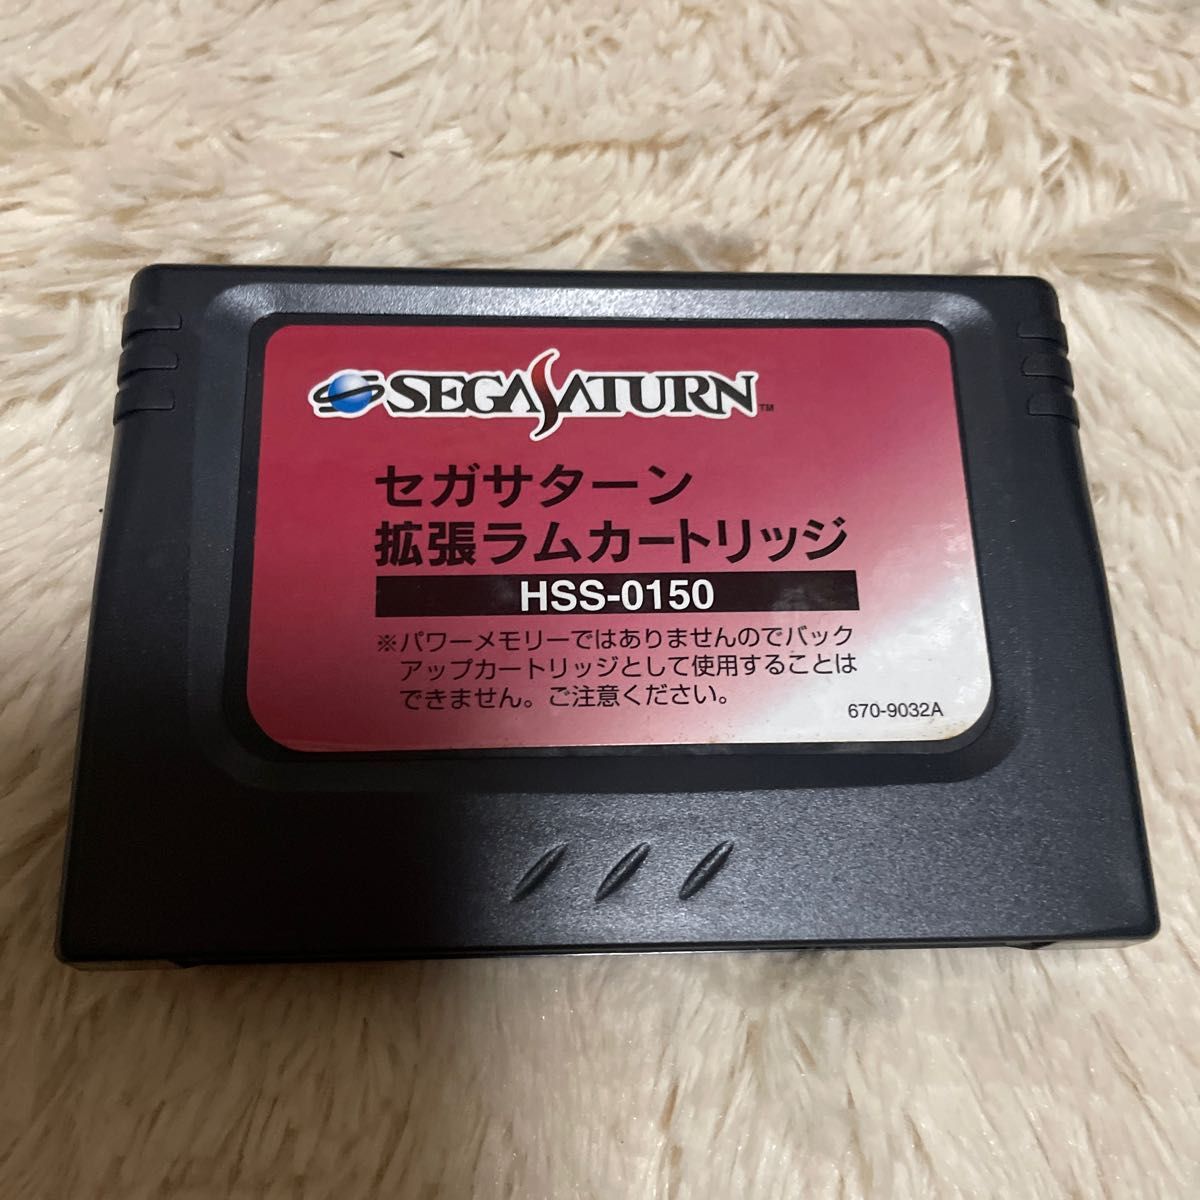 SEGA SATURN™
セガサターン
拡張ラムカートリッジ
HSS-0150
※パワーメモリーではありませんのでバック
アップカートリッジとして使用することは
できません。ご注意ください。
670-9032A